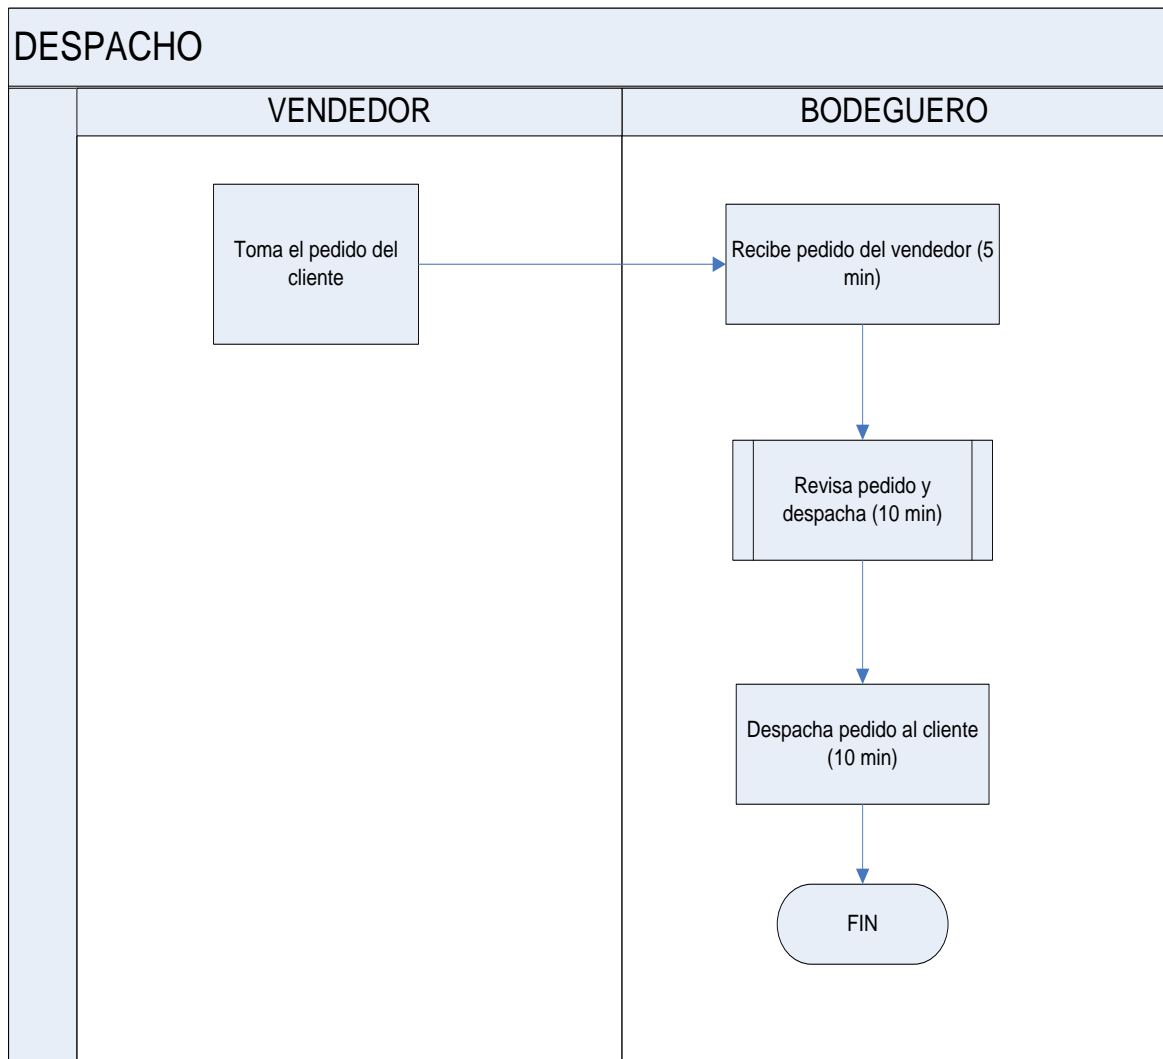 DESPACHO
VENDEDOR
BODEGUERO
Toma el pedido del
cliente
Recibe pedido del vendedor (5
min)
Revisa pedido y
despacha (10 min)
Despacha pedido al cliente
(10 min)
FIN